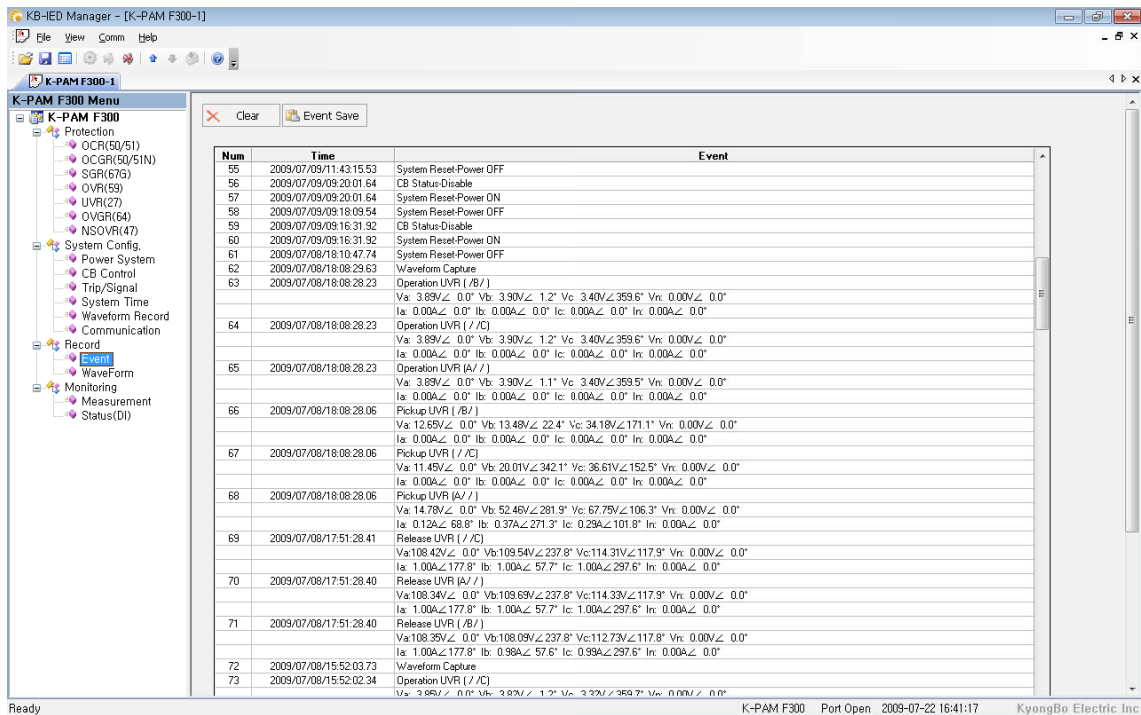 KB-IED Manager - [K-PAM F300-1]
File View Comm Help
K-PAM F300-1
K-PAM F300 Menu
K-PAM F300
Protection
OCR(50/51)
OCGR(50/51N)
SGR(67G)
OVR(59)
UVR(27)
OVGR(64)
NSOVR(47)
System Config.
Power System
CB Control
Trip/Signal
System Time
Waveform Record
Communication
Record
Event
WaveForm
Monitoring
Measurement
Status(DI)
Clear Event Save
Num Time Event
55 2009/07/09/11:43:15.53 System Reset-Power OFF
56 2009/07/09/09:20:01.64 CB Status-Disable
57 2009/07/09/09:20:01.64 System Reset-Power ON
58 2009/07/09/09:18:09.54 System Reset-Power OFF
59 2009/07/09/09:16:31.92 CB Status-Disable
60 2009/07/09/09:16:31.92 System Reset-Power ON
61 2009/07/08/18:10:47.74 System Reset-Power OFF
62 2009/07/08/18:08:29.63 Waveform Capture
63 2009/07/08/18:08:28.23 Operation UVR ( /B/ )
Va: 3.89V∠ 0.0° Vb: 3.90V∠ 1.2° Vc 3.40V∠359.6° Vn: 0.00V∠ 0.0°
Ia: 0.00A∠ 0.0° Ib: 0.00A∠ 0.0° Ic: 0.00A∠ 0.0° In: 0.00A∠ 0.0°
64 2009/07/08/18:08:28.23 Operation UVR ( / /C)
Va: 3.89V∠ 0.0° Vb: 3.90V∠ 1.2° Vc 3.40V∠359.6° Vn: 0.00V∠ 0.0°
Ia: 0.00A∠ 0.0° Ib: 0.00A∠ 0.0° Ic: 0.00A∠ 0.0° In: 0.00A∠ 0.0°
65 2009/07/08/18:08:28.23 Operation UVR (A/ / )
Va: 3.89V∠ 0.0° Vb: 3.90V∠ 1.1° Vc 3.40V∠359.5° Vn: 0.00V∠ 0.0°
Ia: 0.00A∠ 0.0° Ib: 0.00A∠ 0.0° Ic: 0.00A∠ 0.0° In: 0.00A∠ 0.0°
66 2009/07/08/18:08:28.06 Pickup UVR ( /B/ )
Va: 12.65V∠ 0.0° Vb: 13.48V∠ 22.4° Vc: 34.18V∠171.1° Vn: 0.00V∠ 0.0°
Ia: 0.00A∠ 0.0° Ib: 0.00A∠ 0.0° Ic: 0.00A∠ 0.0° In: 0.00A∠ 0.0°
67 2009/07/08/18:08:28.06 Pickup UVR ( / /C)
Va: 11.45V∠ 0.0° Vb: 20.01V∠342.1° Vc: 36.61V∠152.5° Vn: 0.00V∠ 0.0°
Ia: 0.00A∠ 0.0° Ib: 0.00A∠ 0.0° Ic: 0.00A∠ 0.0° In: 0.00A∠ 0.0°
68 2009/07/08/18:08:28.06 Pickup UVR (A/ / )
Va: 14.78V∠ 0.0° Vb: 52.46V∠281.9° Vc: 67.75V∠106.3° Vn: 0.00V∠ 0.0°
Ia: 0.12A∠ 68.8° Ib: 0.37A∠271.3° Ic: 0.29A∠101.8° In: 0.00A∠ 0.0°
69 2009/07/08/17:51:28.41 Release UVR ( / /C)
Va:108.42V∠ 0.0° Vb:109.54V∠237.8° Vc:114.31V∠117.9° Vn: 0.00V∠ 0.0°
Ia: 1.00A∠177.8° Ib: 1.00A∠ 57.7° Ic: 1.00A∠297.6° In: 0.00A∠ 0.0°
70 2009/07/08/17:51:28.40 Release UVR (A/ / )
Va:108.34V∠ 0.0° Vb:109.69V∠237.8° Vc:114.33V∠117.9° Vn: 0.00V∠ 0.0°
Ia: 1.00A∠177.8° Ib: 1.00A∠ 57.7° Ic: 1.00A∠297.6° In: 0.00A∠ 0.0°
71 2009/07/08/17:51:28.40 Release UVR ( /B/ )
Va:108.35V∠ 0.0° Vb:108.09V∠237.8° Vc:112.73V∠117.8° Vn: 0.00V∠ 0.0°
Ia: 1.00A∠177.8° Ib: 0.98A∠ 57.6° Ic: 0.99A∠297.6° In: 0.00A∠ 0.0°
72 2009/07/08/15:52:03.73 Waveform Capture
73 2009/07/08/15:52:02.34 Operation UVR ( / /C)
Va: 3.85V∠ 0.0° Vb: 3.82V∠ 1.2° Vc 3.32V∠359.7° Vn: 0.00V∠ 0.0°
Ready K-PAM F300 Port Open 2009-07-22 16:41:17 KyongBo Electric Inc